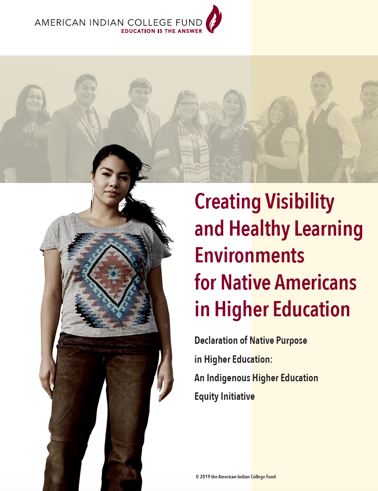 AMERICAN INDIAN COLLEGE FUND
EDUCATION IS THE ANSWER
Creating Visibility
and Healthy Learning
Environments
for Native Americans
in Higher Education
Declaration of Native Purpose
in Higher Education:
An Indigenous Higher Education
Equity Initiative
© 2019 the American Indian College Fund